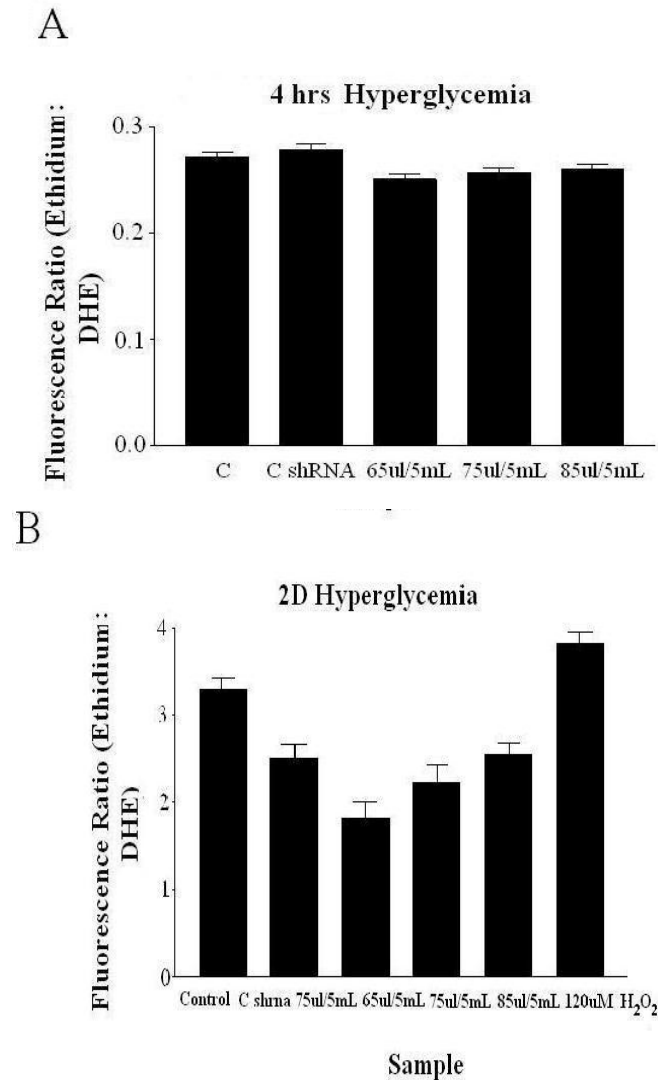 A
4 hrs Hyperglycemia
Fluorescence Ratio (Ethidium:
DHE)
0.3
0.2
0.1
0.0
C C shRNA 65ul/5mL 75ul/5mL 85ul/5mL
B
2D Hyperglycemia
Fluorescence Ratio (Ethidium:
DHE)
4
3
2
1
0
Control C shrna 75ul/5mL 65ul/5mL 75ul/5mL 85ul/5mL 120uM H₂O₂
Sample